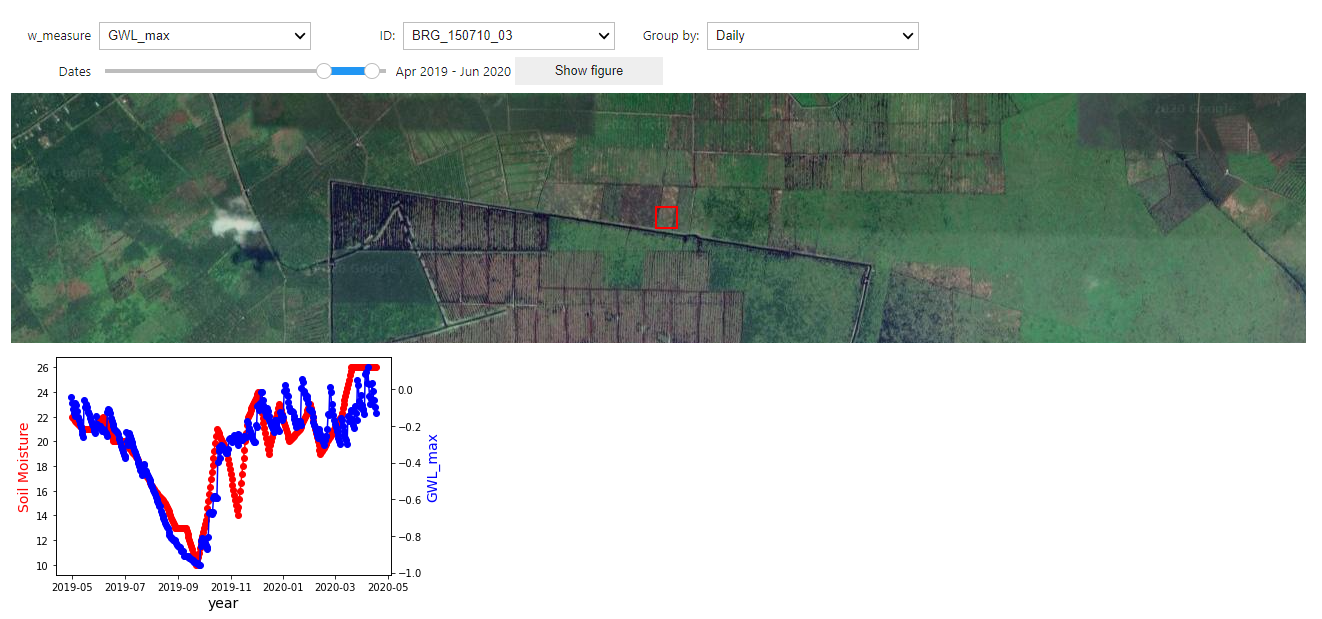 w_measure GWL_max ID: BRG_150710_03 Group by: Daily
Dates Apr 2019 - Jun 2020 Show figure
2020 Google
2020 Google
26
24
22
20
18
16
14
12
10
Soil Moisture
0.0
−0.2
−0.4
−0.6
−0.8
−1.0
GWL_max
2019-05 2019-07 2019-09 2019-11 2020-01 2020-03 2020-05
year